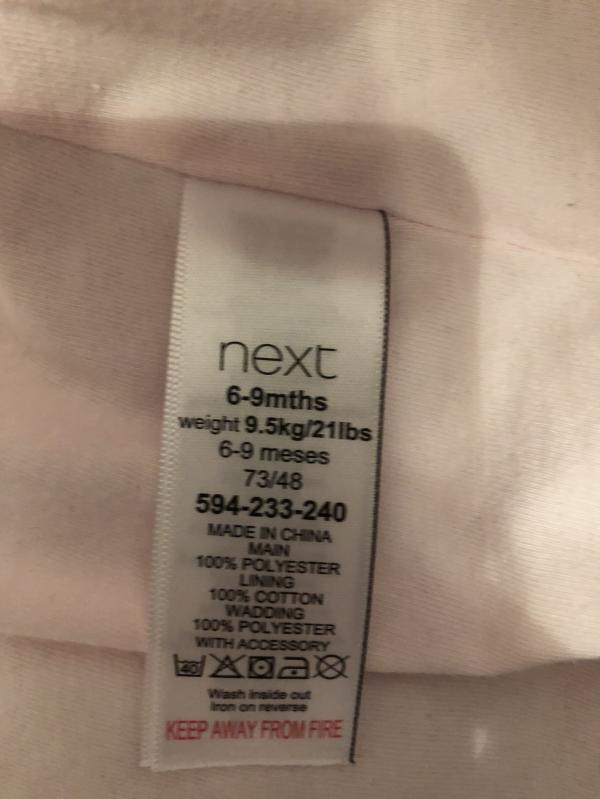 next
6-9mths
weight 9.5kg/21lbs
6-9 meses
73/48
594-233-240
MADE IN CHINA
MAIN
100% POLYESTER
LINING
100% COTTON
WADDING
100% POLYESTER
WITH ACCESSORY
40
Wash inside out
Iron on reverse
KEEP AWAY FROM FIRE